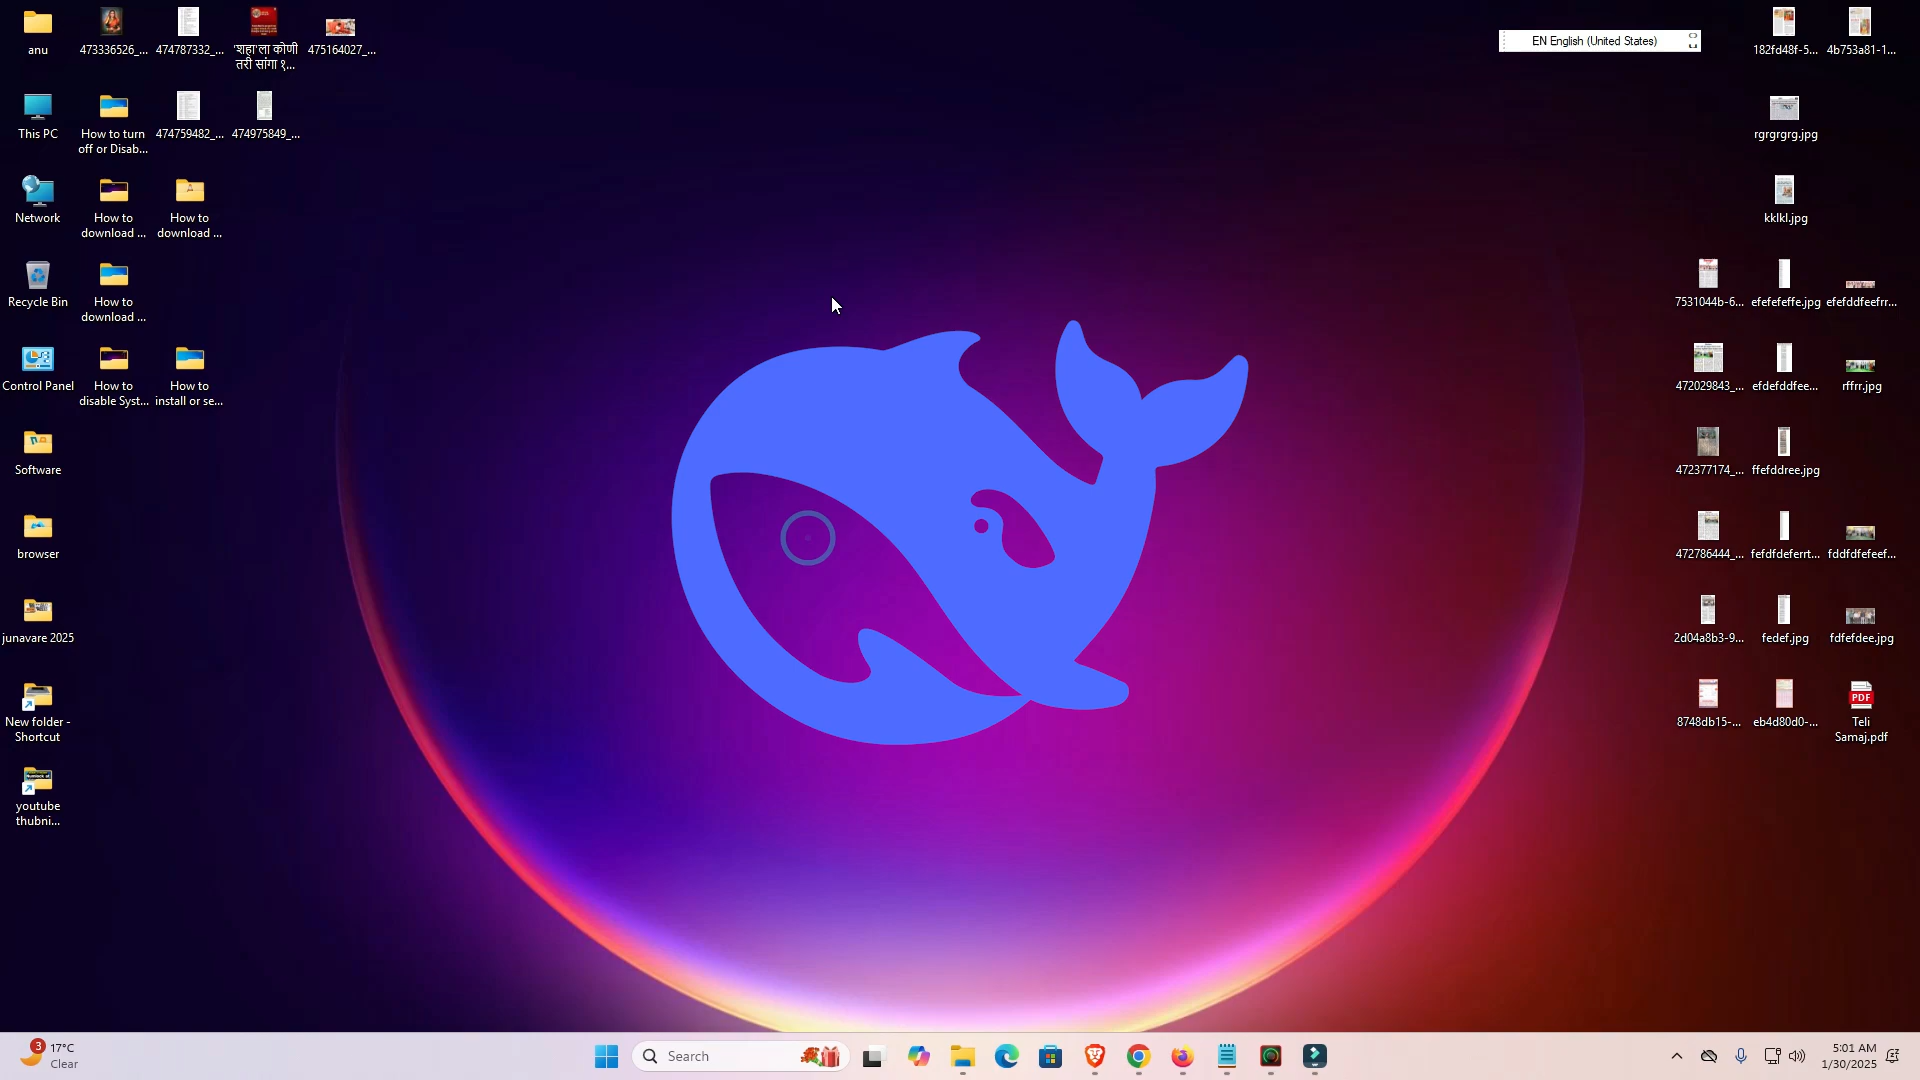 anu
473336526_...
474787332_...
'शहा'ला कोणी
तरी सांगा १...
475164027_...
EN English (United States)
182fd48f-5...
4b753a81-1...
This PC
How to turn
off or Disab...
474759482_...
474975849_...
rgrgrgrg.jpg
Network
How to
download ...
How to
download ...
kklkl.jpg
Recycle Bin
How to
download ...
7531044b-6...
efefefeffe.jpg
efefddfeefrr...
Control Panel
How to
disable Syst...
How to
install or se...
472029843_...
efdefddfee...
rffrr.jpg
Software
472377174_...
ffefddree.jpg
browser
472786444_...
fefdfdeferrt...
fddfdfefeef...
junavare 2025
2d04a8b3-9...
fedef.jpg
fdfefdee.jpg
New folder -
Shortcut
8748db15-...
eb4d80d0-...
PDF
Teli
Samaj.pdf
youtube
thubni...
3
17°C
Clear
Search
5:01 AM
1/30/2025